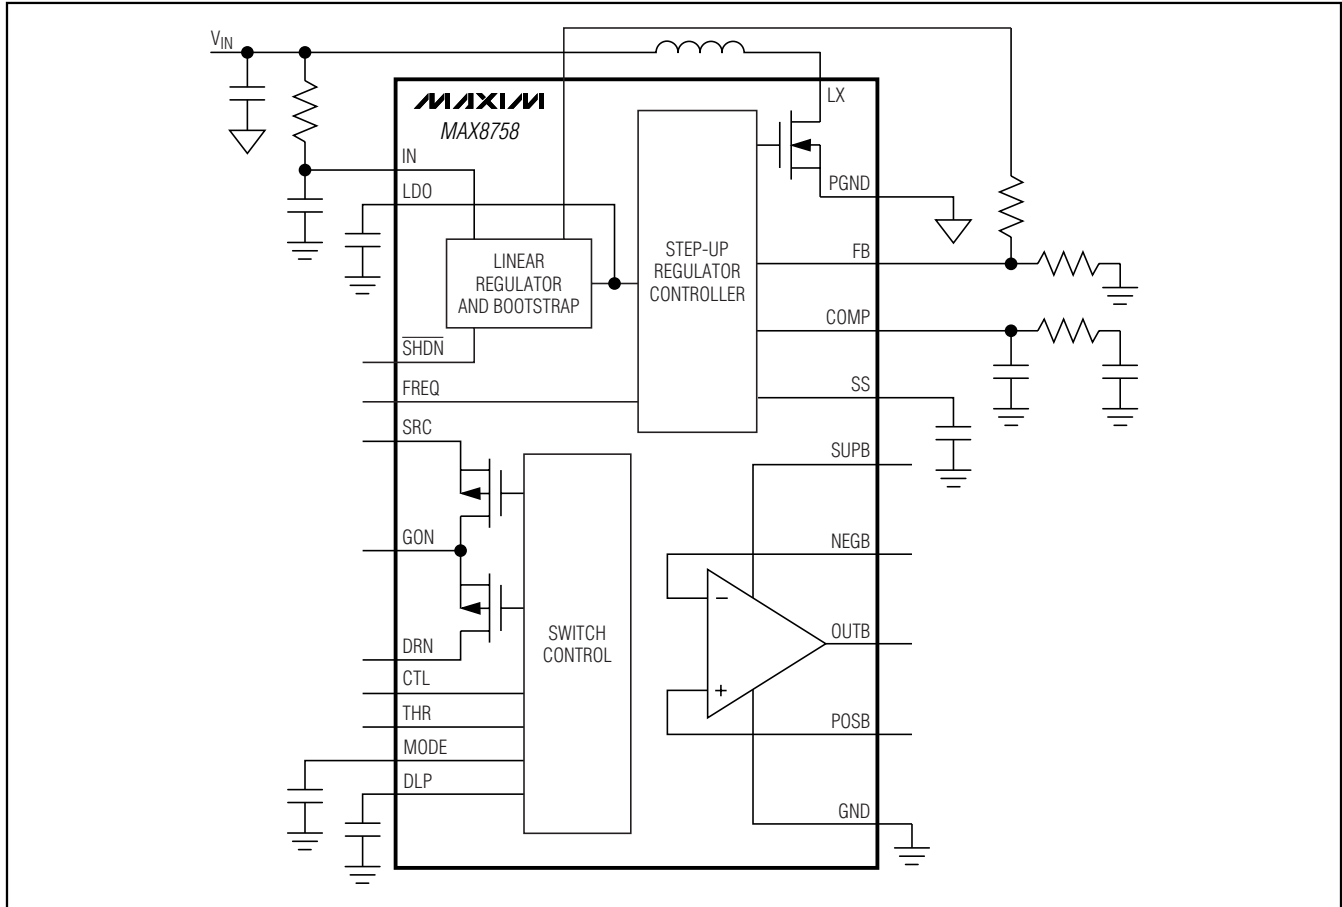 VIN
MAXIM
MAX8758
LX
IN
LDO
PGND
LINEAR
REGULATOR
AND BOOTSTRAP
STEP-UP
REGULATOR
CONTROLLER
FB
COMP
SHDN
FREQ
SS
SRC
SUPB
GON
NEGB
−
OUTB
SWITCH
CONTROL
DRN
CTL
+
THR
POSB
MODE
DLP
GND